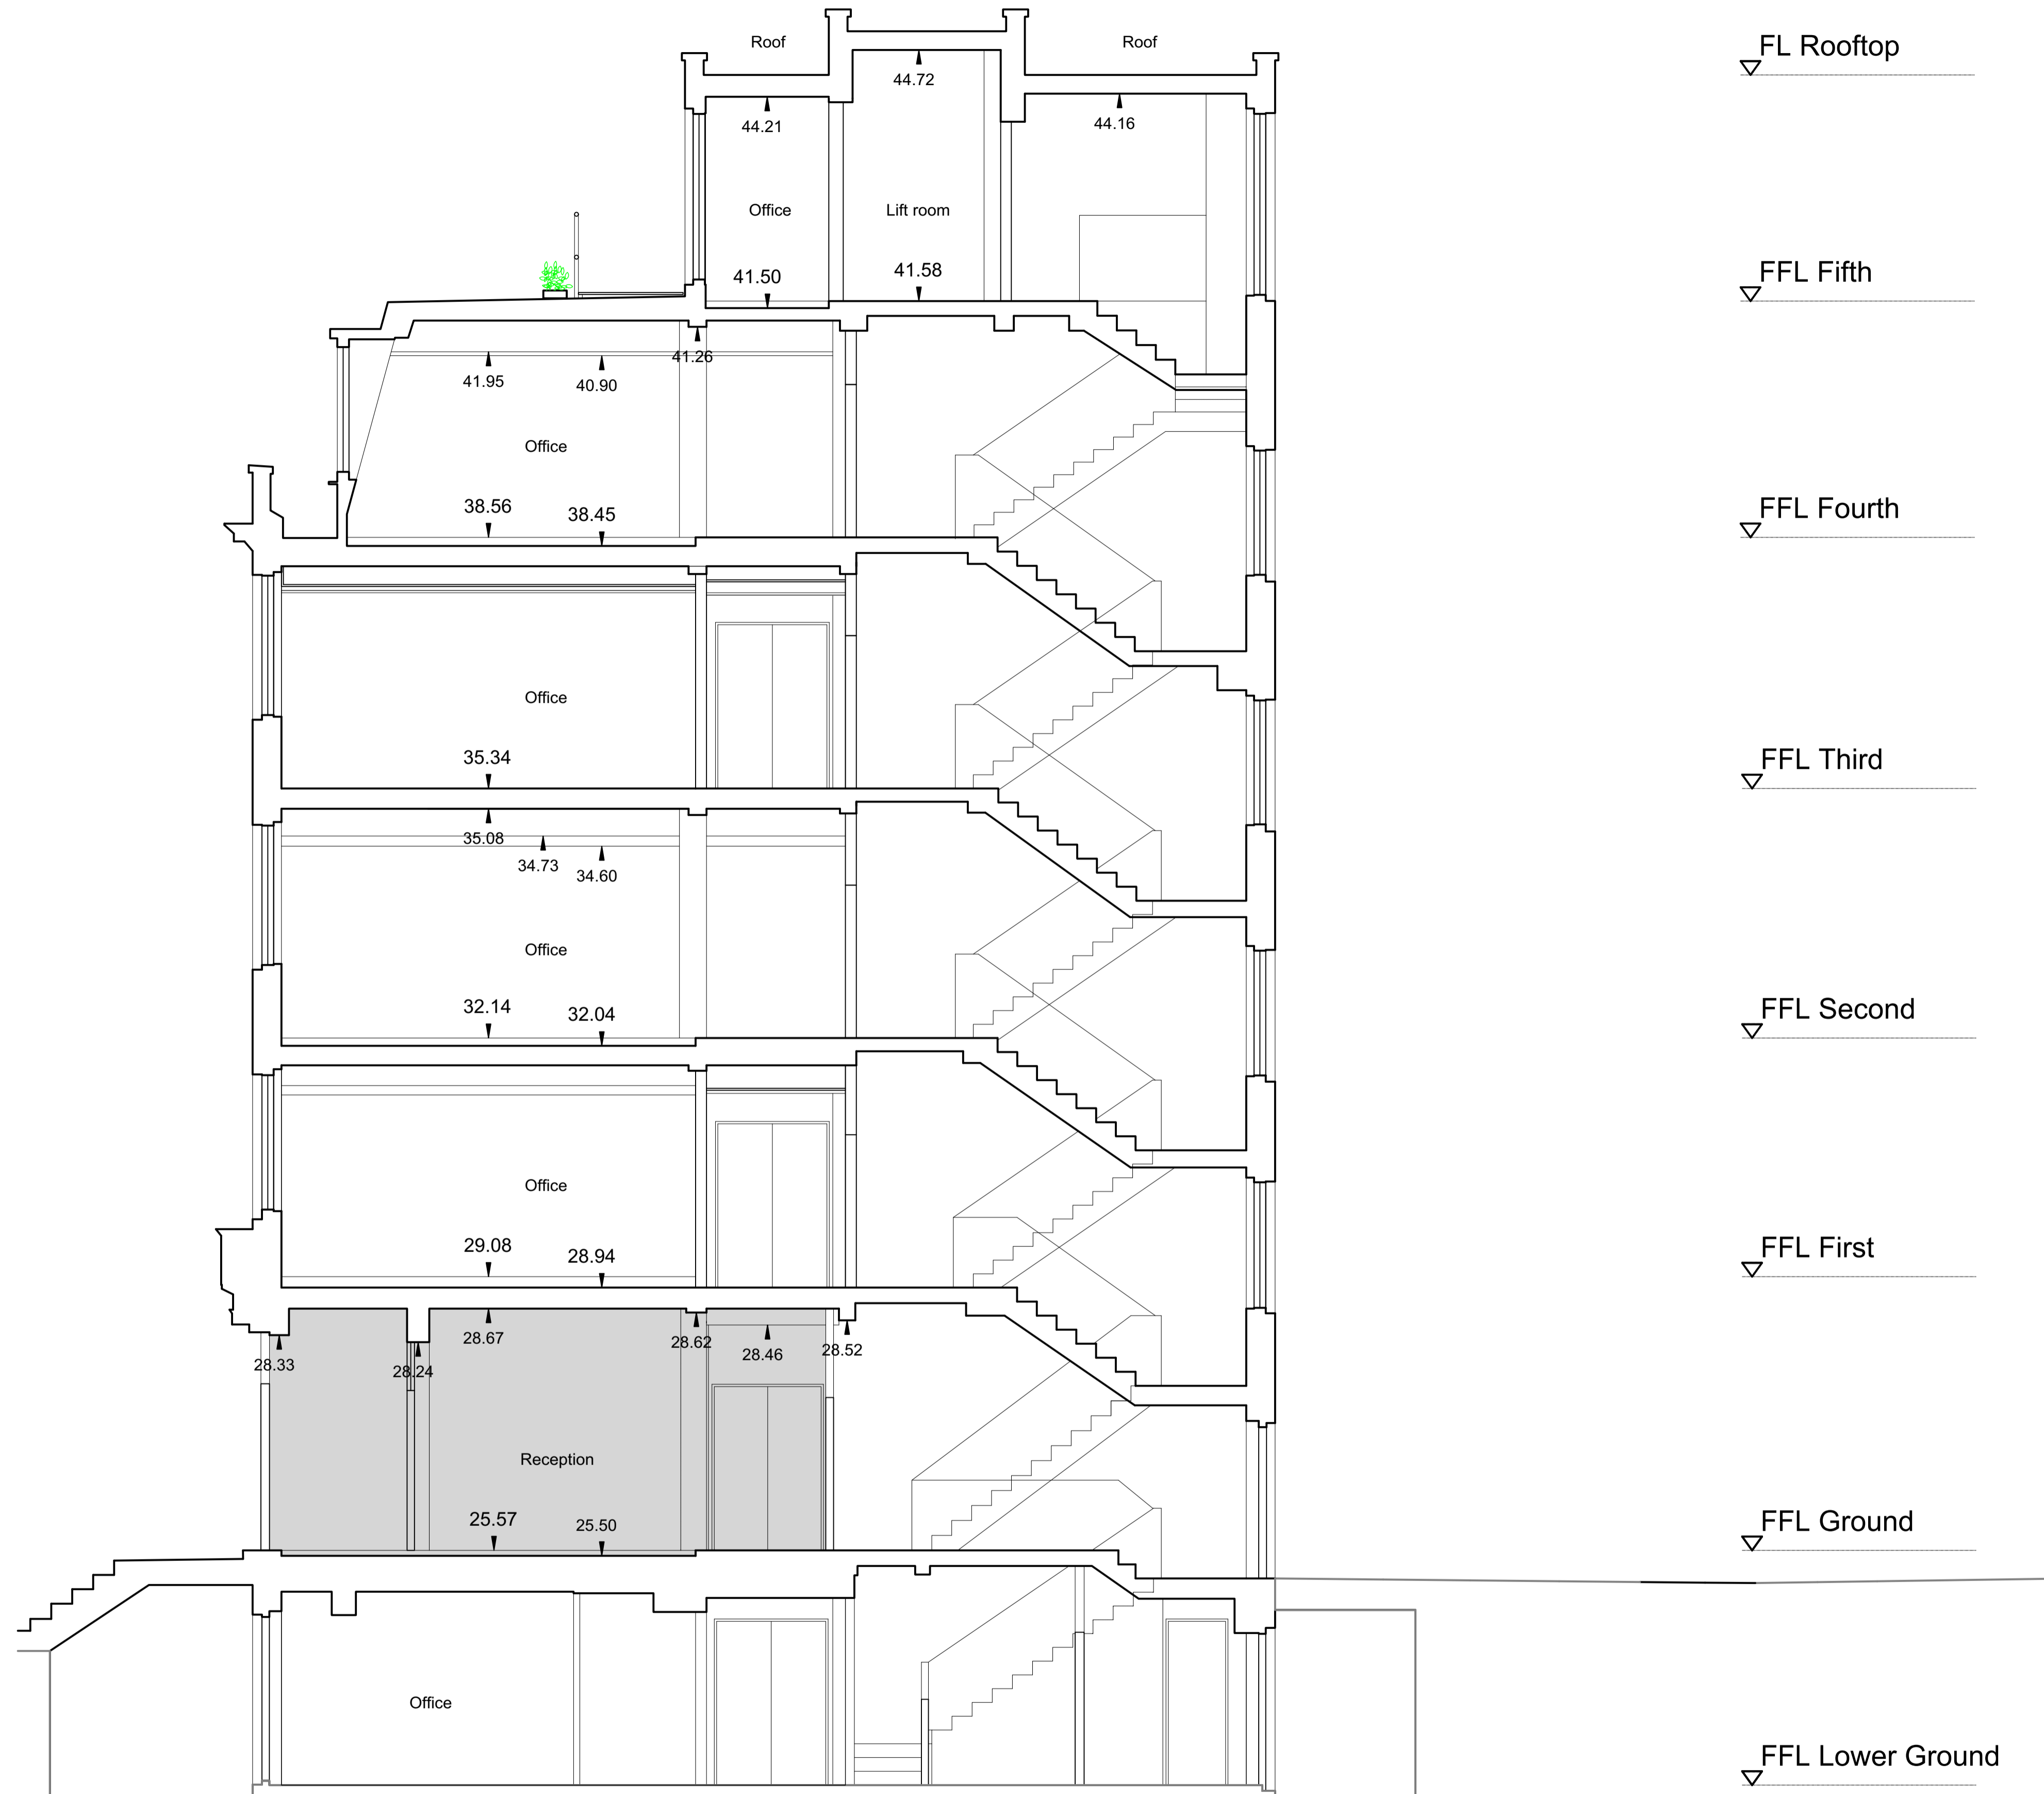 Roof
Roof
FL Rooftop
44.72
44.21
44.16
Office
Lift room
41.50
41.58
FFL Fifth
41.26
41.95
40.90
Office
38.56
38.45
FFL Fourth
Office
35.34
FFL Third
35.08
34.73
34.60
Office
32.14
32.04
FFL Second
Office
29.08
28.94
FFL First
28.33
28.24
28.67
28.62
28.46
28.52
Reception
25.57
25.50
FFL Ground
Office
FFL Lower Ground